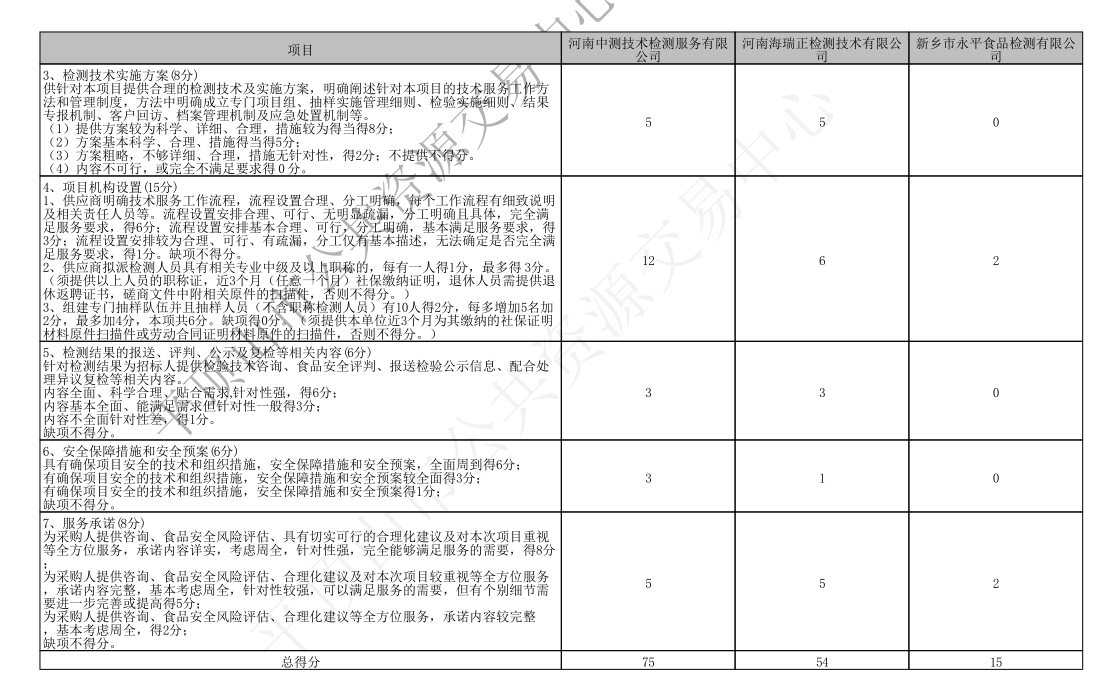 项目
河南中测技术检测服务有限
公司
河南海瑞正检测技术有限公
司
新乡市永平食品检测有限公
司
3、检测技术实施方案(8分)
供针对本项目提供合理的检测技术及实施方案，明确阐述针对本项目的技术服务工作方
法和管理制度，方法中明确成立专门项目组、抽样实施管理细则、检验实施细则、结果
专报机制、客户回访、档案管理机制及应急处置机制等。
（1）提供方案较为科学、详细、合理，措施较为得当得8分；
（2）方案基本科学、合理、措施得当得5分；
（3）方案粗略，不够详细、合理，措施无针对性，得2分；不提供不得分。
（4）内容不可行，或完全不满足要求得０分。
5
5
0
4、项目机构设置(15分)
1、供应商明确技术服务工作流程，流程设置合理、分工明确，每个工作流程有细致说明
及相关责任人员等。流程设置安排合理、可行、无明显疏漏，分工明确且具体，完全满
足服务要求，得6分；流程设置安排基本合理、可行，分工明确，基本满足服务要求，得
3分；流程设置安排较为合理、可行、有疏漏，分工仅有基本描述，无法确定是否完全满
足服务要求，得1分。缺项不得分。
2、供应商拟派检测人员具有相关专业中级及以上职称的，每有一人得1分，最多得 3分。
（须提供以上人员的职称证，近3个月（任意一个月）社保缴纳证明，退休人员需提供退
休返聘证书，磋商文件中附相关原件的扫描件，否则不得分。）
3、组建专门抽样队伍并且抽样人员（不含职称检测人员）有10人得2分，每多增加5名加
2分，最多加4分，本项共6分。缺项得0分。（须提供本单位近3个月为其缴纳的社保证明
材料原件扫描件或劳动合同证明材料原件的扫描件，否则不得分。）
12
6
2
5、检测结果的报送、评判、公示及复检等相关内容(6分)
针对检测结果为招标人提供检验技术咨询、食品安全评判、报送检验公示信息、配合处
理异议复检等相关内容。
内容全面、科学合理、贴合需求,针对性强，得6分；
内容基本全面、能满足需求但针对性一般得3分；
内容不全面针对性差，得1分。
缺项不得分。
3
3
0
6、安全保障措施和安全预案(6分)
具有确保项目安全的技术和组织措施，安全保障措施和安全预案，全面周到得6分；
有确保项目安全的技术和组织措施，安全保障措施和安全预案较全面得3分；
有确保项目安全的技术和组织措施，安全保障措施和安全预案得1分；
缺项不得分。
3
1
0
7、服务承诺(8分)
为采购人提供咨询、食品安全风险评估、具有切实可行的合理化建议及对本次项目重视
等全方位服务，承诺内容详实，考虑周全，针对性强，完全能够满足服务的需要，得8分
；
为采购人提供咨询、食品安全风险评估、合理化建议及对本次项目较重视等全方位服务
，承诺内容完整，基本考虑周全，针对性较强，可以满足服务的需要，但有个别细节需
要进一步完善或提高得5分；
为采购人提供咨询、食品安全风险评估、合理化建议等全方位服务，承诺内容较完整
，基本考虑周全，得2分；
缺项不得分。
5
5
2
总得分
75
54
15
平顶山市公共资源交易中心
平顶山市公共资源交易中心